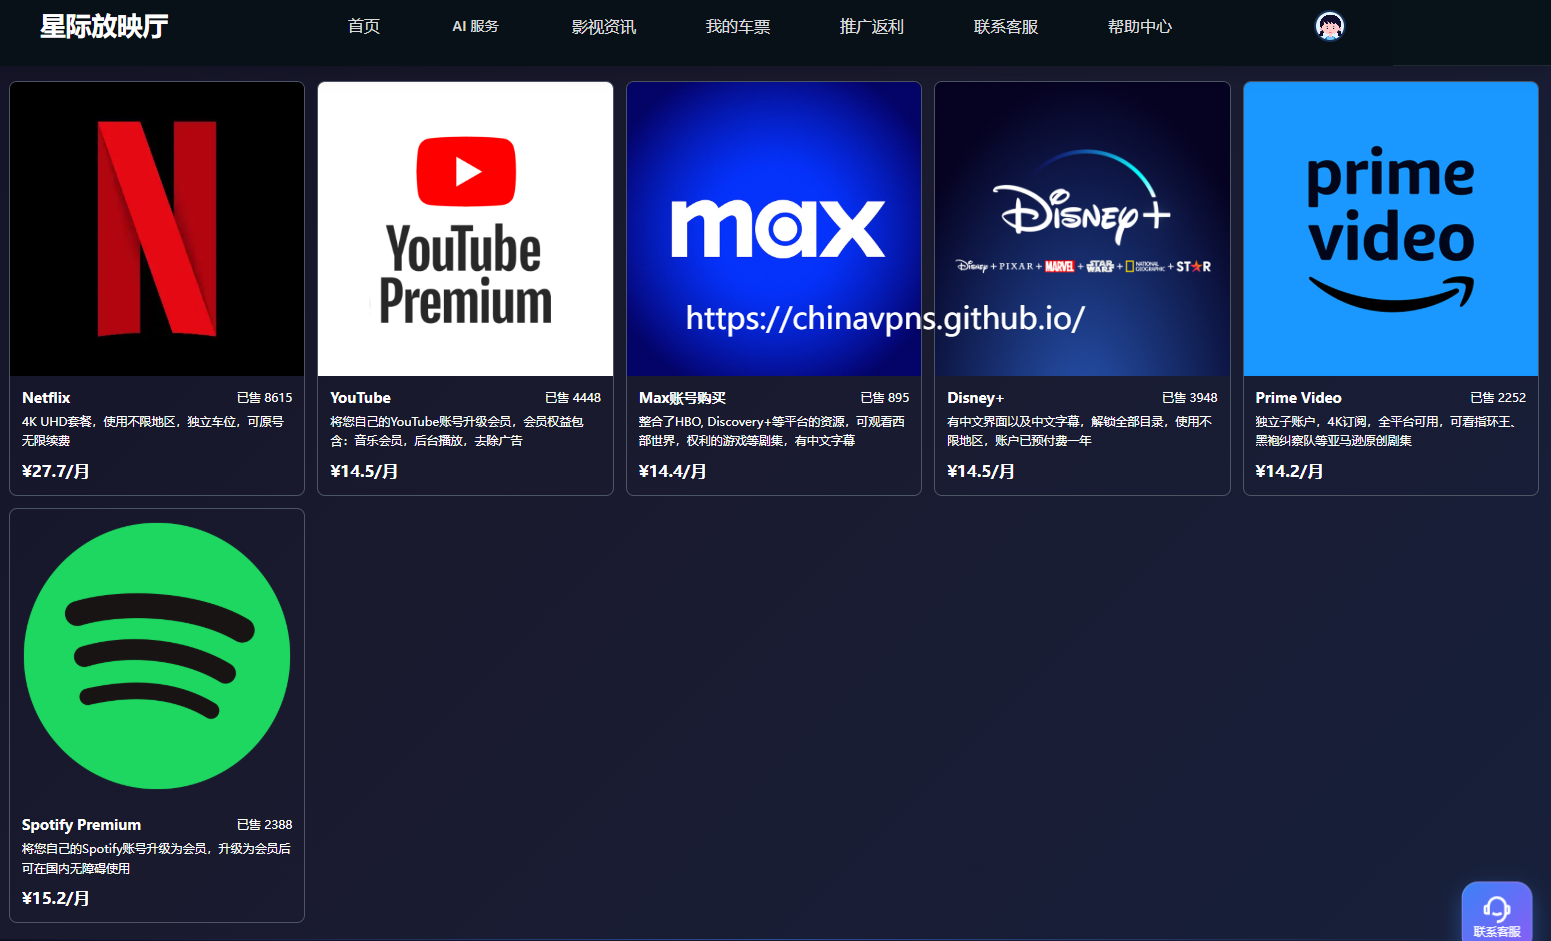 星际放映厅
首页
AI 服务
影视资讯
我的车票
推广返利
联系客服
帮助中心
YouTube
Premium
max
Disney+
Disney + PIXAR + MARVEL + STAR WARS + NATIONAL GEOGRAPHIC + STAR
prime
video
https://chinavpns.github.io/
Netflix 已售 8615
4K UHD套餐，使用不限地区，独立车位，可原号
无限续费
¥27.7/月
YouTube 已售 4448
将您自己的YouTube账号升级会员，会员权益包
含：音乐会员，后台播放，去除广告
¥14.5/月
Max账号购买 已售 895
整合了HBO, Discovery+等平台的资源，可观看西
部世界，权利的游戏等剧集，有中文字幕
¥14.4/月
Disney+ 已售 3948
有中文界面以及中文字幕，解锁全部目录，使用不
限地区，账户已预付费一年
¥14.5/月
Prime Video 已售 2252
独立子账户，4K订阅，全平台可用，可看指环王、
黑袍纠察队等亚马逊原创剧集
¥14.2/月
Spotify Premium 已售 2388
将您自己的Spotify账号升级为会员，升级为会员后
可在国内无障碍使用
¥15.2/月
联系客服